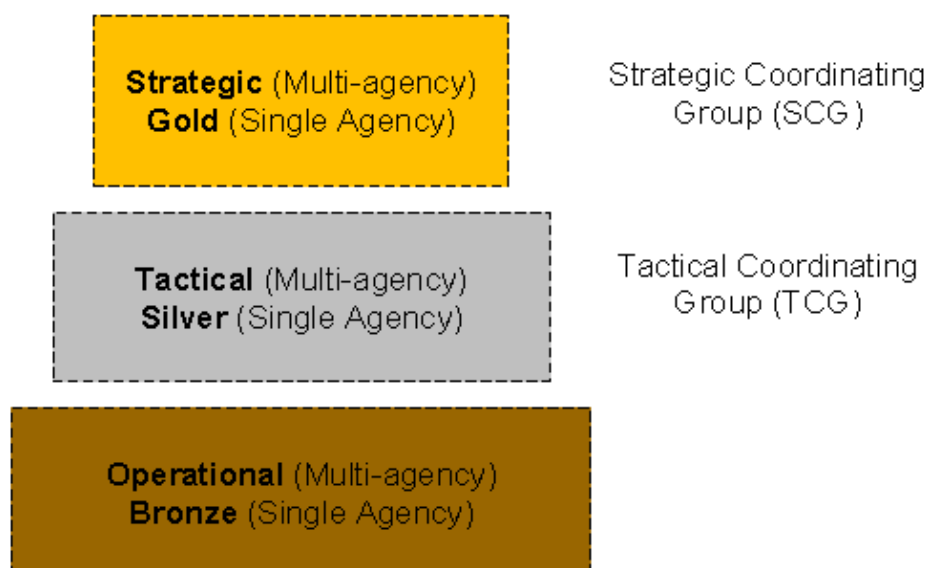 Strategic (Multi-agency)
Gold (Single Agency)
Strategic Coordinating
Group (SCG)
Tactical (Multi-agency)
Silver (Single Agency)
Tactical Coordinating
Group (TCG)
Operational (Multi-agency)
Bronze (Single Agency)